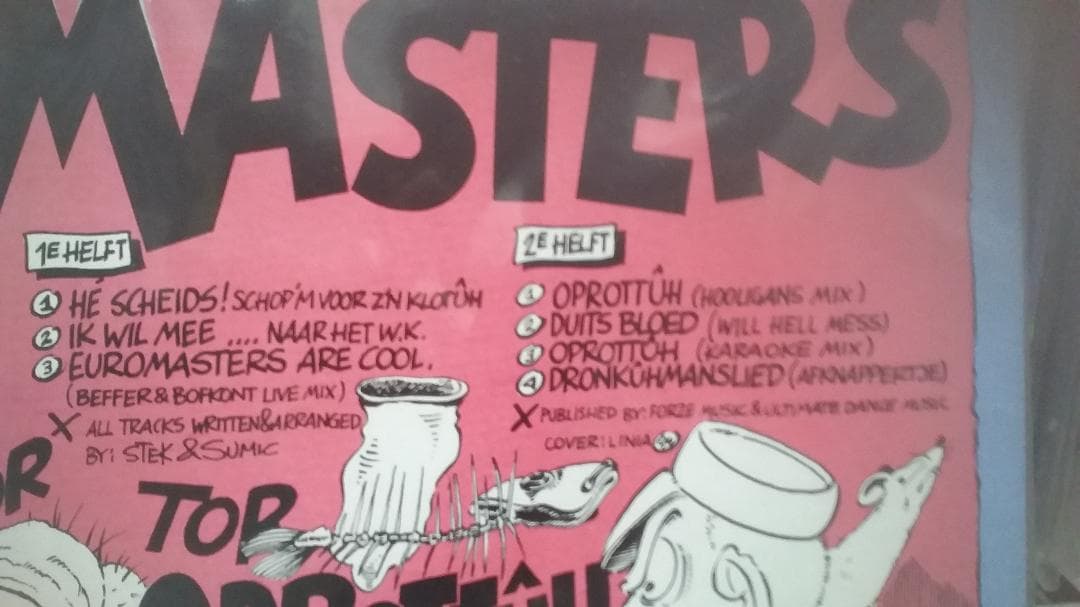 MASTERS
1E HELFT
1 HÉ SCHEIDS! SCHOP'M VOOR Z'N KLOTÛH
2 IK WIL MEE .... NAAR HET W.K.
3 EUROMASTERS ARE COOL.
(BEFFER & BOFKONT LIVE MIX)
X ALL TRACKS WRITTEN & ARRANGED
BY: STEK & SUMIC
2E HELFT
1 OPROTTÛH (HOOLIGANS MIX)
2 DUITS BLOED (WILL HELL MESS)
3 OPROTTÛH (KARAOKE MIX)
4 DRONKÛHMANSLIED (AFKNAPPERTJE)
X PUBLISHED BY: FORZE MUSIC & ULTIMATE DANCE MUSIC
COVER: LINIA
OR
TOP
OPROTTÛH